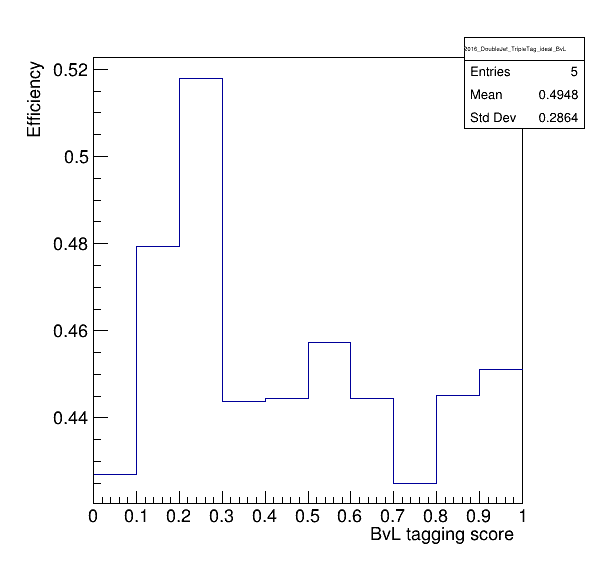 2016_DoubleJet_TripleTag_Ideal_BvL
Entries 5
Mean 0.4948
Std Dev 0.2864
Efficiency
0.52
0.5
0.48
0.46
0.44
0 0.1 0.2 0.3 0.4 0.5 0.6 0.7 0.8 0.9 1
BvL tagging score